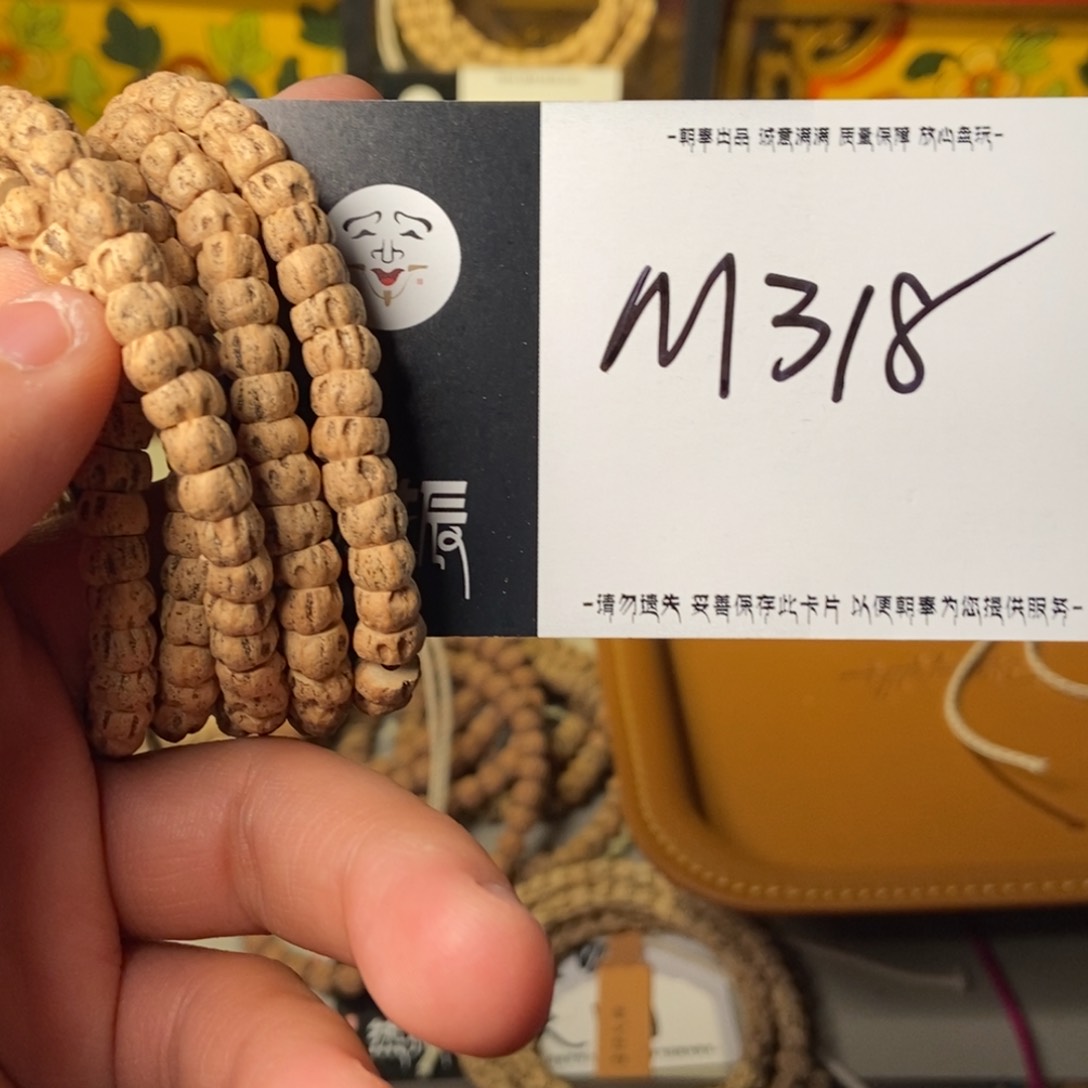 -朝奉出品 诚意满满 质量保障 放心盘玩-
M318
-请勿遗失 妥善保存此卡片 以便朝奉为您提供服务-